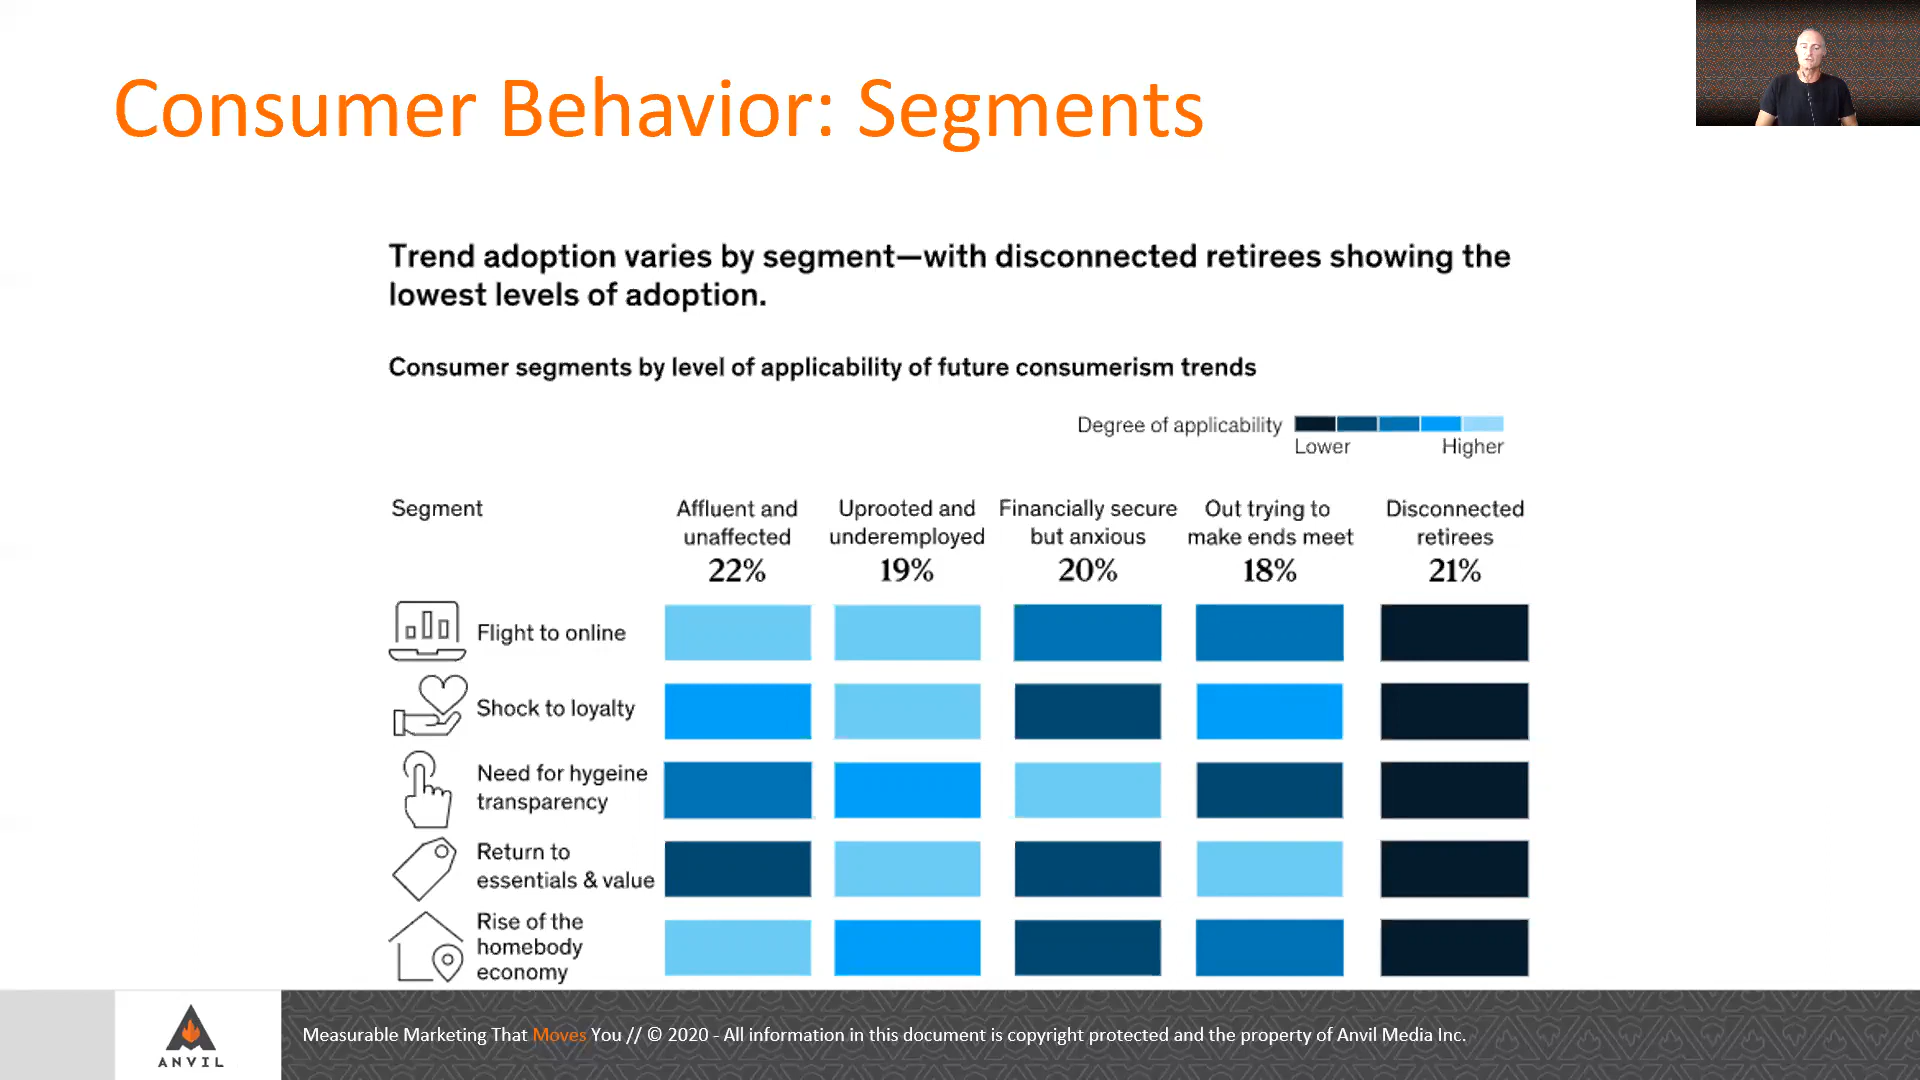 Consumer Behavior: Segments
Trend adoption varies by segment—with disconnected retirees showing the
lowest levels of adoption.
Consumer segments by level of applicability of future consumerism trends
Degree of applicability
Lower Higher
Segment
Affluent and
unaffected
22%
Uprooted and
underemployed
19%
Financially secure
but anxious
20%
Out trying to
make ends meet
18%
Disconnected
retirees
21%
Flight to online
Shock to loyalty
Need for hygeine
transparency
Return to
essentials & value
Rise of the
homebody
economy
ANVIL
Measurable Marketing That Moves You // © 2020 - All information in this document is copyright protected and the property of Anvil Media Inc.